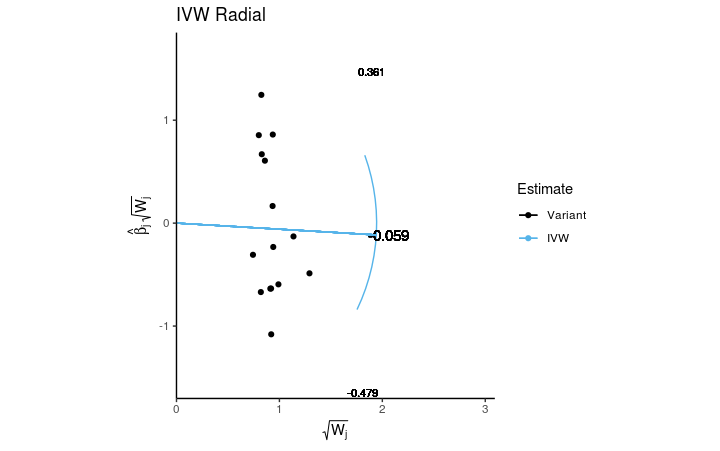 IVW Radial
0.361
1
0
-1
β̂j√Wj
-0.059
-0.479
0 1 2 3
√Wj
Estimate
Variant
IVW